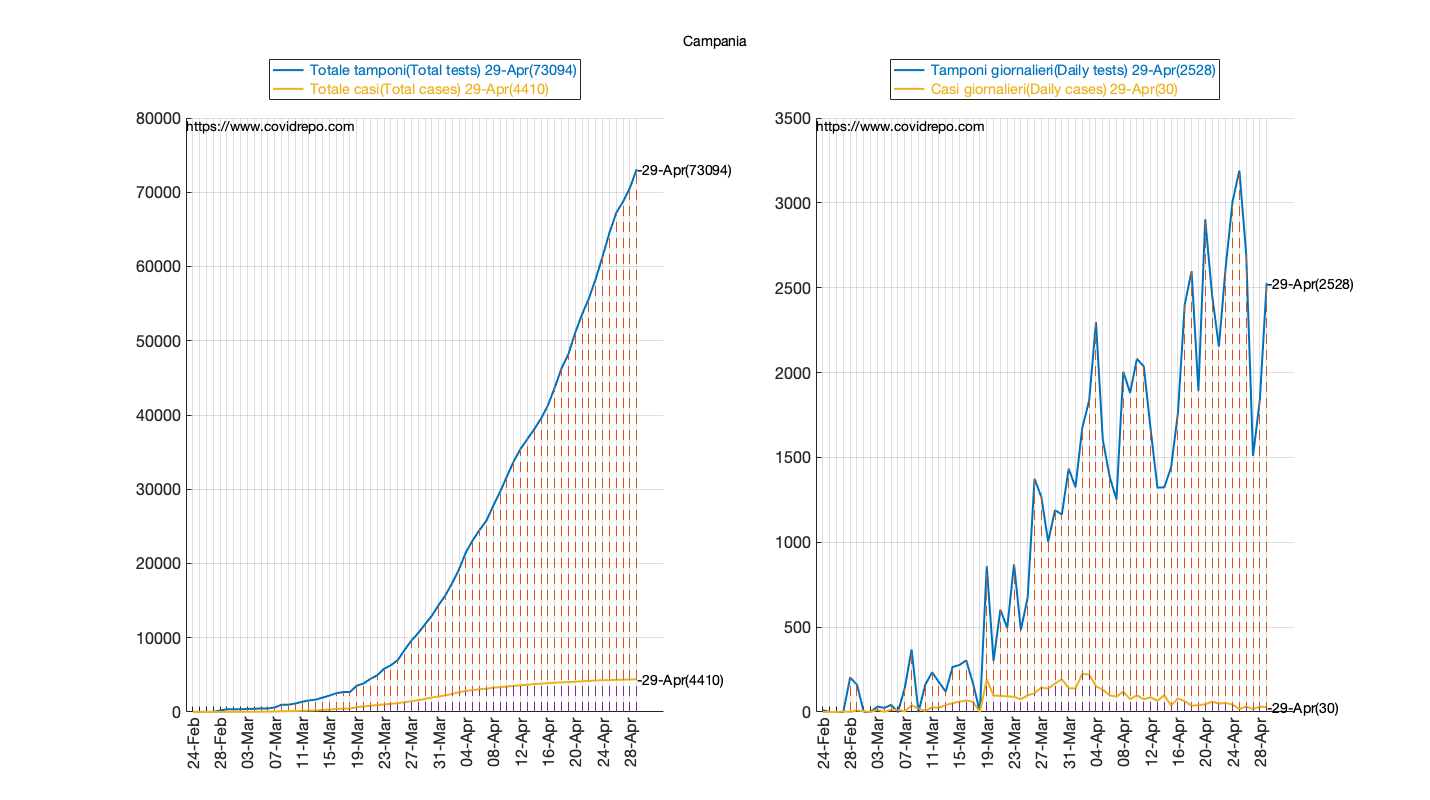 Campania
Totale tamponi(Total tests) 29-Apr(73094)
Totale casi(Total cases) 29-Apr(4410)
80000
70000
60000
50000
40000
30000
20000
10000
0
https://www.covidrepo.com
29-Apr(73094)
29-Apr(4410)
24-Feb
28-Feb
03-Mar
07-Mar
11-Mar
15-Mar
19-Mar
23-Mar
27-Mar
31-Mar
04-Apr
08-Apr
12-Apr
16-Apr
20-Apr
24-Apr
28-Apr
Tamponi giornalieri(Daily tests) 29-Apr(2528)
Casi giornalieri(Daily cases) 29-Apr(30)
3500
3000
2500
2000
1500
1000
500
0
https://www.covidrepo.com
29-Apr(2528)
29-Apr(30)
24-Feb
28-Feb
03-Mar
07-Mar
11-Mar
15-Mar
19-Mar
23-Mar
27-Mar
31-Mar
04-Apr
08-Apr
12-Apr
16-Apr
20-Apr
24-Apr
28-Apr